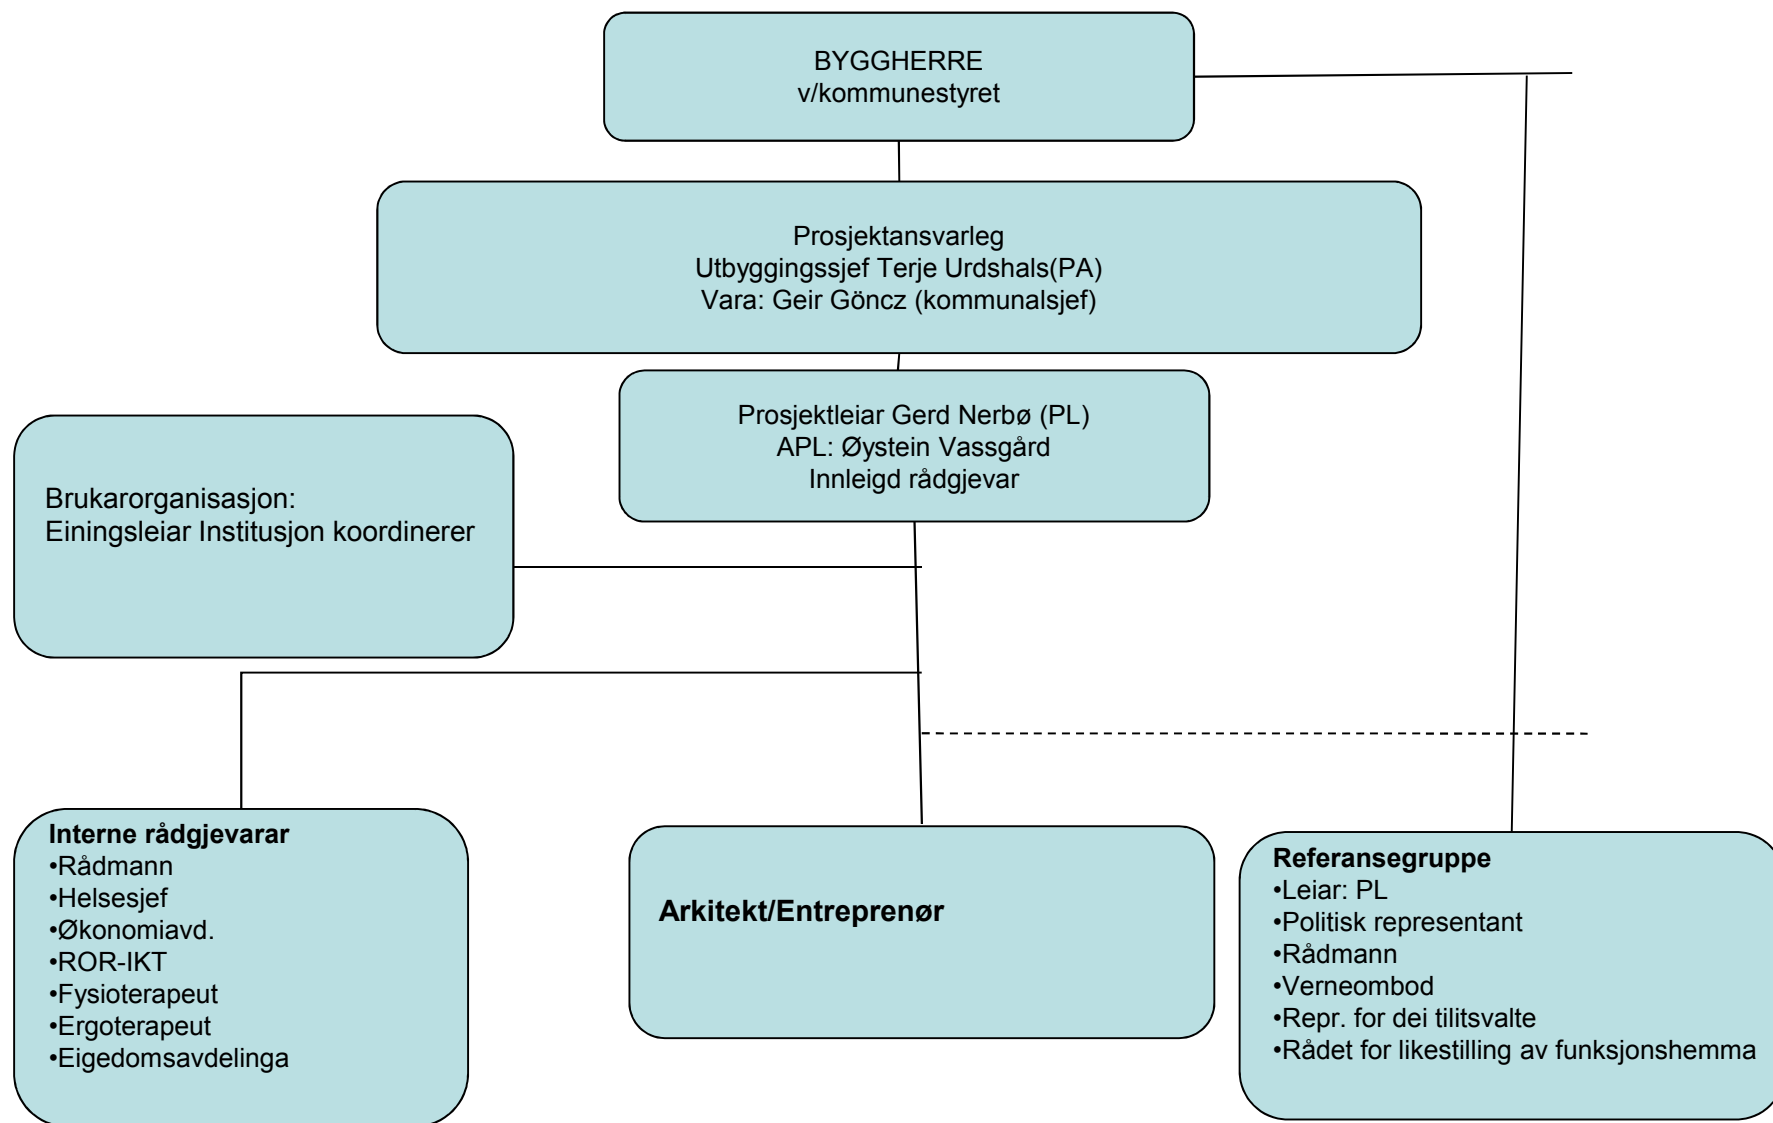 BYGGHERRE
v/kommunestyret
Prosjektansvarleg
Utbyggingssjef Terje Urdshals(PA)
Vara: Geir Göncz (kommunalsjef)
Prosjektleiar Gerd Nerbø (PL)
APL: Øystein Vassgård
Innleigd rådgjevar
Brukarorganisasjon:
Einingsleiar Institusjon koordinerer
Interne rådgjevarar
•Rådmann
•Helsesjef
•Økonomiavd.
•ROR-IKT
•Fysioterapeut
•Ergoterapeut
•Eigedomsavdelinga
Arkitekt/Entreprenør
Referansegruppe
•Leiar: PL
•Politisk representant
•Rådmann
•Verneombod
•Repr. for dei tilitsvalte
•Rådet for likestilling av funksjonshemma